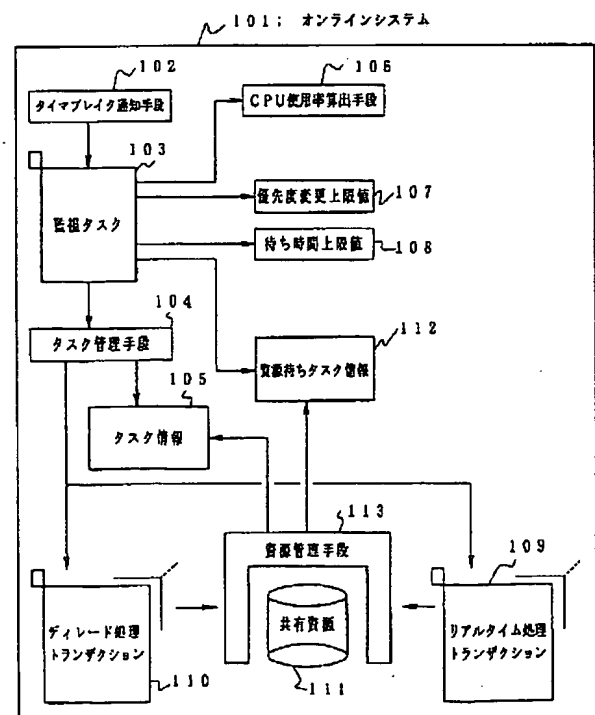 101; オンラインシステム
102
タイマブレイク通知手段
106
CPU使用率算出手段
103
監視タスク
優先度変更上限値
107
待ち時間上限値
108
104
タスク管理手段
112
資源待ちタスク情報
105
タスク情報
113
資源管理手段
109
ディレード処理
トランザクション
共有資源
リアルタイム処理
トランザクション
110
111